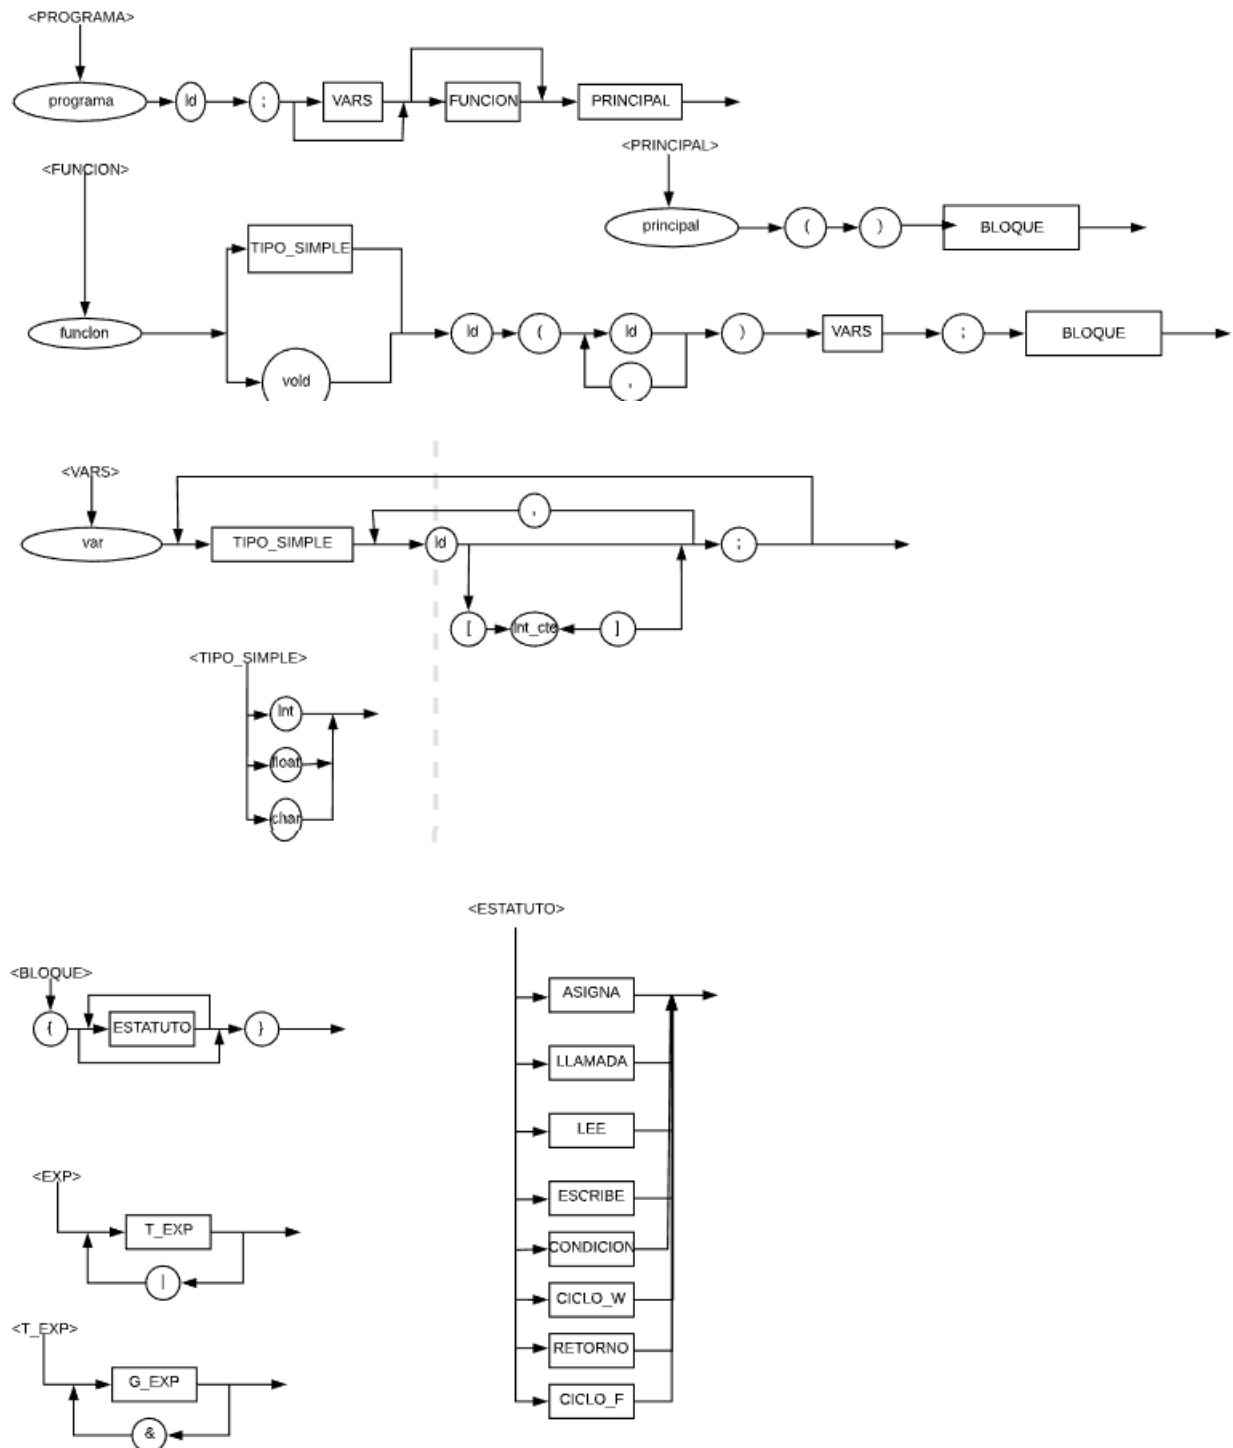 <PROGRAMA>
programa Id ; VARS FUNCION PRINCIPAL
<PRINCIPAL>
principal ( ) BLOQUE
<FUNCION>
TIPO_SIMPLE
funcion Id ( Id ) VARS ; BLOQUE
void ,
<VARS>
,
var TIPO_SIMPLE Id ;
[ Int_cte ]
<TIPO_SIMPLE>
Int
float
char
<ESTATUTO>
ASIGNA
LLAMADA
LEE
ESCRIBE
CONDICION
CICLO_W
RETORNO
CICLO_F
<BLOQUE>
{ ESTATUTO }
<EXP>
T_EXP
|
<T_EXP>
G_EXP
&